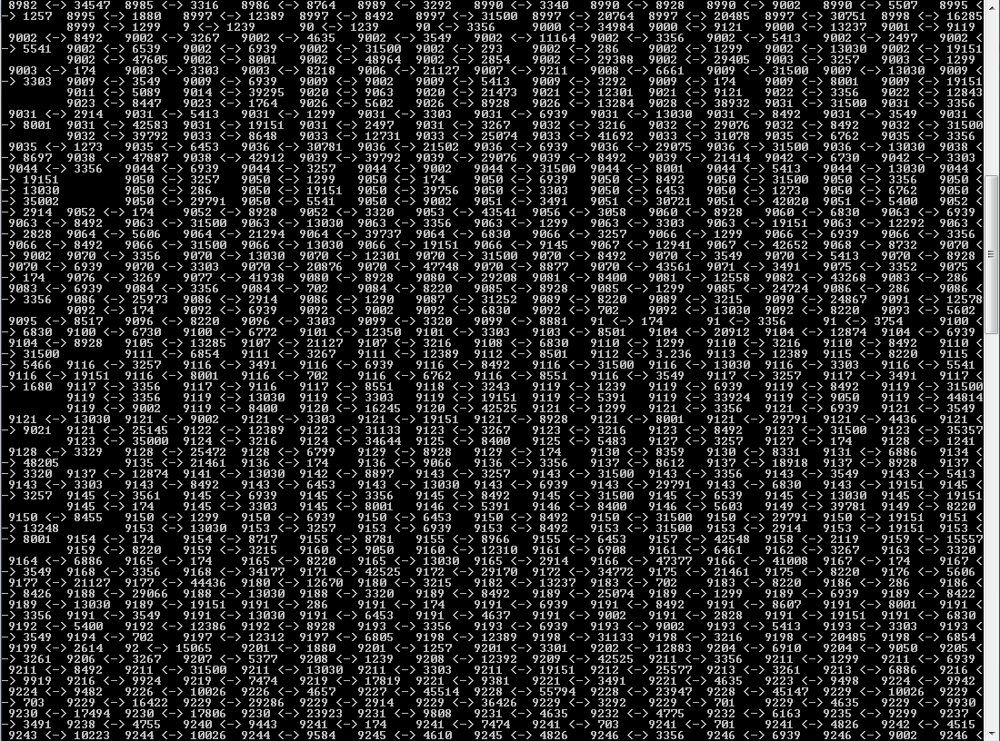 8982 <-> 34547 8985 <-> 3316 8986 <-> 8764 8989 <-> 3292 8990 <-> 3340 8990 <-> 9002 8990 <-> 5507 8995 <-
> 1257 8995 <-> 1880 8997 <-> 12389 8997 <-> 8492 8997 <-> 31500 8997 <-> 20764 8997 <-> 20485 8997 <-> 30751 8998 <-> 16285
8999 <-> 1299 9 <-> 1239 90 <-> 1239 90 <-> 3356 9000 <-> 34984 9000 <-> 9121 9000 <-> 13237 9001 <-> 9119
9002 <-> 8492 9002 <-> 3267 9002 <-> 4635 9002 <-> 3549 9002 <-> 11164 9002 <-> 3356 9002 <-> 5413 9002 <-> 2497 9002 <-
> 5541 9002 <-> 6539 9002 <-> 6939 9002 <-> 31500 9002 <-> 293 9002 <-> 286 9002 <-> 1299 9002 <-> 13030 9002 <-> 19151
9002 <-> 47605 9002 <-> 8001 9002 <-> 48964 9002 <-> 2854 9002 <-> 29388 9002 <-> 29405 9003 <-> 3257 9003 <-> 1299
9003 <-> 174 9003 <-> 3303 9003 <-> 8218 9006 <-> 21127 9007 <-> 9211 9008 <-> 6661 9009 <-> 31500 9009 <-> 13030 9009 <-
> 3303 9009 <-> 3549 9009 <-> 6939 9009 <-> 9002 9009 <-> 5413 9009 <-> 3292 9009 <-> 174 9009 <-> 8001 9009 <-> 19151
9011 <-> 5089 9014 <-> 39295 9020 <-> 9063 9020 <-> 21473 9021 <-> 12301 9021 <-> 9121 9022 <-> 3356 9022 <-> 12843
9023 <-> 8447 9023 <-> 1764 9026 <-> 5602 9026 <-> 8928 9026 <-> 13284 9028 <-> 38932 9031 <-> 31500 9031 <-> 3356
9031 <-> 2914 9031 <-> 5413 9031 <-> 1299 9031 <-> 3303 9031 <-> 6939 9031 <-> 13030 9031 <-> 8492 9031 <-> 3549 9031 <-
> 8001 9031 <-> 42583 9031 <-> 19151 9031 <-> 2497 9031 <-> 3267 9032 <-> 3216 9032 <-> 29076 9032 <-> 8492 9035 <-> 31500
9032 <-> 39792 9033 <-> 8648 9033 <-> 12731 9033 <-> 25074 9033 <-> 41692 9033 <-> 31078 9035 <-> 6762 9035 <-> 3356
9035 <-> 1273 9035 <-> 6453 9036 <-> 30781 9036 <-> 21502 9036 <-> 6939 9036 <-> 29075 9036 <-> 31500 9036 <-> 13030 9038 <-
> 8697 9038 <-> 47887 9038 <-> 42912 9039 <-> 39792 9039 <-> 29076 9039 <-> 8492 9039 <-> 21414 9042 <-> 6730 9042 <-> 3303
9044 <-> 3356 9044 <-> 6939 9044 <-> 3257 9044 <-> 9002 9044 <-> 31500 9044 <-> 8001 9044 <-> 5413 9044 <-> 13030 9044 <-
> 19151 9050 <-> 3257 9050 <-> 1299 9050 <-> 174 9050 <-> 6939 9050 <-> 8492 9050 <-> 31500 9050 <-> 3356 9050 <-
> 13030 9050 <-> 286 9050 <-> 19151 9050 <-> 39756 9050 <-> 3303 9050 <-> 6453 9050 <-> 1273 9050 <-> 6762 9050 <-
> 35002 9050 <-> 29791 9050 <-> 5541 9050 <-> 9002 9051 <-> 3491 9051 <-> 30721 9051 <-> 42020 9051 <-> 5400 9052 <-
> 2914 9052 <-> 174 9052 <-> 8928 9052 <-> 3320 9053 <-> 43541 9056 <-> 3058 9060 <-> 8928 9060 <-> 6830 9063 <-> 6939
9063 <-> 8492 9063 <-> 31500 9063 <-> 13030 9063 <-> 3356 9063 <-> 1299 9063 <-> 3303 9063 <-> 19151 9063 <-> 12292 9063 <-
> 2828 9064 <-> 5606 9064 <-> 21294 9064 <-> 39737 9064 <-> 6830 9066 <-> 3257 9066 <-> 1299 9066 <-> 6939 9066 <-> 3356
9066 <-> 8492 9066 <-> 31500 9066 <-> 13030 9066 <-> 19151 9066 <-> 9145 9067 <-> 12941 9067 <-> 42652 9068 <-> 8732 9070 <-
> 9002 9070 <-> 3356 9070 <-> 13030 9070 <-> 12301 9070 <-> 31500 9070 <-> 8492 9070 <-> 3549 9070 <-> 5413 9070 <-> 8928
9070 <-> 6939 9070 <-> 3303 9070 <-> 20876 9070 <-> 47748 9070 <-> 8877 9070 <-> 43561 9071 <-> 3491 9075 <-> 33352 9075 <-
> 174 9076 <-> 3269 9077 <-> 41938 9080 <-> 8928 9080 <-> 29208 9081 <-> 8400 9081 <-> 12558 9082 <-> 43268 9083 <-> 286
9083 <-> 6939 9084 <-> 3356 9084 <-> 702 9084 <-> 8220 9085 <-> 8928 9085 <-> 1299 9085 <-> 24724 9086 <-> 286 9086 <-
> 3356 9086 <-> 25973 9086 <-> 2914 9086 <-> 1290 9087 <-> 31252 9089 <-> 8220 9089 <-> 3215 9090 <-> 24867 9091 <-> 12578
9092 <-> 174 9092 <-> 6939 9092 <-> 9002 9092 <-> 6830 9092 <-> 702 9092 <-> 13030 9092 <-> 8220 9093 <-> 5602
9095 <-> 8517 9096 <-> 8220 9096 <-> 3303 9099 <-> 3320 9099 <-> 8881 91 <-> 174 91 <-> 3356 91 <-> 3754 9100 <-
> 6830 9100 <-> 6730 9100 <-> 6772 9101 <-> 12350 9101 <-> 3303 9103 <-> 8501 9104 <-> 20912 9104 <-> 12874 9104 <-> 6939
9104 <-> 8928 9105 <-> 13285 9107 <-> 21127 9107 <-> 3216 9108 <-> 6830 9110 <-> 1299 9110 <-> 3216 9110 <-> 8492 9110 <-
> 31500 9111 <-> 6854 9111 <-> 3267 9111 <-> 12389 9112 <-> 8501 9112 <-> 3.236 9113 <-> 12389 9115 <-> 8220 9115 <-
> 5466 9116 <-> 3257 9116 <-> 3491 9116 <-> 6939 9116 <-> 8492 9116 <-> 31500 9116 <-> 13030 9116 <-> 3303 9116 <-> 5541
9116 <-> 19151 9116 <-> 8001 9116 <-> 702 9116 <-> 6762 9116 <-> 8551 9116 <-> 3549 9117 <-> 3257 9117 <-> 3491 9117 <-
> 1680 9117 <-> 3356 9117 <-> 9116 9117 <-> 8551 9118 <-> 3243 9119 <-> 1239 9119 <-> 6939 9119 <-> 8492 9119 <-> 31500
9119 <-> 3356 9119 <-> 13030 9119 <-> 3303 9119 <-> 19151 9119 <-> 5391 9119 <-> 33924 9119 <-> 9050 9119 <-> 44814
9119 <-> 9002 9119 <-> 8400 9120 <-> 16245 9120 <-> 42525 9121 <-> 1299 9121 <-> 3356 9121 <-> 6939 9121 <-> 3549
9121 <-> 13030 9121 <-> 9002 9121 <-> 3303 9121 <-> 19151 9121 <-> 8928 9121 <-> 8001 9121 <-> 29791 9121 <-> 4436 9121 <-
> 9021 9121 <-> 25145 9122 <-> 12389 9123 <-> 31133 9123 <-> 3267 9123 <-> 3216 9123 <-> 8492 9123 <-> 31500 9123 <-> 35357
9123 <-> 35000 9124 <-> 3216 9124 <-> 34644 9125 <-> 8400 9125 <-> 5483 9127 <-> 3257 9127 <-> 174 9128 <-> 1241
9128 <-> 3329 9128 <-> 25472 9128 <-> 6799 9129 <-> 8928 9129 <-> 174 9130 <-> 8359 9130 <-> 8331 9131 <-> 6886 9134 <-
> 48205 9135 <-> 21461 9136 <-> 174 9136 <-> 9066 9136 <-> 3356 9137 <-> 8612 9137 <-> 18918 9137 <-> 8928 9137 <-
> 3320 9137 <-> 12874 9141 <-> 13030 9142 <-> 8897 9143 <-> 3257 9143 <-> 31500 9143 <-> 3356 9143 <-> 3549 9143 <-> 5413
9143 <-> 3303 9143 <-> 8492 9143 <-> 6453 9143 <-> 13030 9143 <-> 6939 9143 <-> 29791 9143 <-> 6830 9143 <-> 19151 9145 <-
> 3257 9145 <-> 3561 9145 <-> 6939 9145 <-> 3356 9145 <-> 8492 9145 <-> 31500 9145 <-> 6539 9145 <-> 13030 9145 <-> 19151
9145 <-> 174 9145 <-> 3303 9145 <-> 8001 9146 <-> 5391 9146 <-> 8400 9146 <-> 5603 9149 <-> 39781 9149 <-> 8220
9150 <-> 8455 9150 <-> 1299 9150 <-> 6939 9150 <-> 6453 9150 <-> 8492 9150 <-> 31500 9150 <-> 29791 9150 <-> 19151 9151 <-
> 13248 9153 <-> 13030 9153 <-> 3257 9153 <-> 6939 9153 <-> 8492 9153 <-> 31500 9153 <-> 2914 9153 <-> 19151 9153 <-
> 8001 9154 <-> 174 9154 <-> 8717 9155 <-> 8781 9155 <-> 8966 9155 <-> 6453 9157 <-> 42548 9158 <-> 2119 9159 <-> 15557
9159 <-> 8220 9159 <-> 3215 9160 <-> 9050 9160 <-> 12310 9161 <-> 6908 9161 <-> 6461 9162 <-> 3267 9163 <-> 3320
9164 <-> 6886 9165 <-> 174 9165 <-> 8220 9165 <-> 13030 9165 <-> 2914 9166 <-> 47377 9166 <-> 41008 9167 <-> 174 9167 <-
> 3549 9168 <-> 3356 9168 <-> 34177 9171 <-> 42525 9172 <-> 29170 9172 <-> 34772 9175 <-> 21461 9175 <-> 8220 9176 <-> 5606
9177 <-> 21127 9177 <-> 44436 9180 <-> 12670 9180 <-> 3215 9180 <-> 13237 9183 <-> 702 9183 <-> 8220 9186 <-> 286 9186 <-
> 8426 9188 <-> 29066 9188 <-> 13030 9188 <-> 3320 9189 <-> 8492 9189 <-> 25074 9189 <-> 1299 9189 <-> 6939 9189 <-> 8422
9189 <-> 13030 9189 <-> 19151 9191 <-> 286 9191 <-> 174 9191 <-> 6939 9191 <-> 8492 9191 <-> 8607 9191 <-> 8001 9191 <-
> 3356 9191 <-> 3549 9191 <-> 13030 9191 <-> 6453 9191 <-> 4637 9191 <-> 9002 9191 <-> 2828 9191 <-> 19151 9191 <-> 6830
9192 <-> 5400 9192 <-> 12386 9192 <-> 8928 9193 <-> 3356 9193 <-> 6939 9193 <-> 9002 9193 <-> 5413 9193 <-> 3303 9193 <-
> 3549 9194 <-> 702 9197 <-> 12312 9197 <-> 6805 9198 <-> 12389 9198 <-> 31133 9198 <-> 3216 9198 <-> 20485 9198 <-> 6854
9199 <-> 2614 92 <-> 15065 9201 <-> 1880 9201 <-> 1257 9201 <-> 3301 9202 <-> 12883 9204 <-> 6910 9204 <-> 9050 9205 <-
> 3261 9206 <-> 3267 9207 <-> 5377 9208 <-> 1239 9208 <-> 13912 9209 <-> 42525 9211 <-> 3356 9211 <-> 1299 9211 <-> 6939
9211 <-> 8492 9211 <-> 31500 9211 <-> 13030 9211 <-> 3303 9211 <-> 19151 9212 <-> 25577 9213 <-> 3261 9213 <-> 6886 9216 <-
> 9919 9216 <-> 9924 9219 <-> 7474 9219 <-> 17819 9221 <-> 9381 9221 <-> 3491 9221 <-> 4635 9223 <-> 9498 9224 <-> 9942
9224 <-> 9482 9226 <-> 10026 9226 <-> 4657 9227 <-> 45514 9228 <-> 55794 9228 <-> 33947 9228 <-> 45147 9229 <-> 10026 9229 <-
> 703 9229 <-> 16422 9229 <-> 29286 9229 <-> 2914 9229 <-> 36426 9229 <-> 3292 9229 <-> 701 9229 <-> 4635 9229 <-> 9930
9230 <-> 17494 9230 <-> 17806 9230 <-> 23923 9231 <-> 9808 9231 <-> 4635 9232 <-> 4775 9232 <-> 6163 9235 <-> 9299 9237 <-
> 3491 9238 <-> 4755 9240 <-> 9443 9241 <-> 174 9241 <-> 7474 9241 <-> 703 9241 <-> 701 9241 <-> 4826 9242 <-> 4515
9243 <-> 10223 9244 <-> 10026 9244 <-> 9584 9245 <-> 4610 9245 <-> 4826 9246 <-> 3356 9246 <-> 6939 9246 <-> 9002 9246 <-